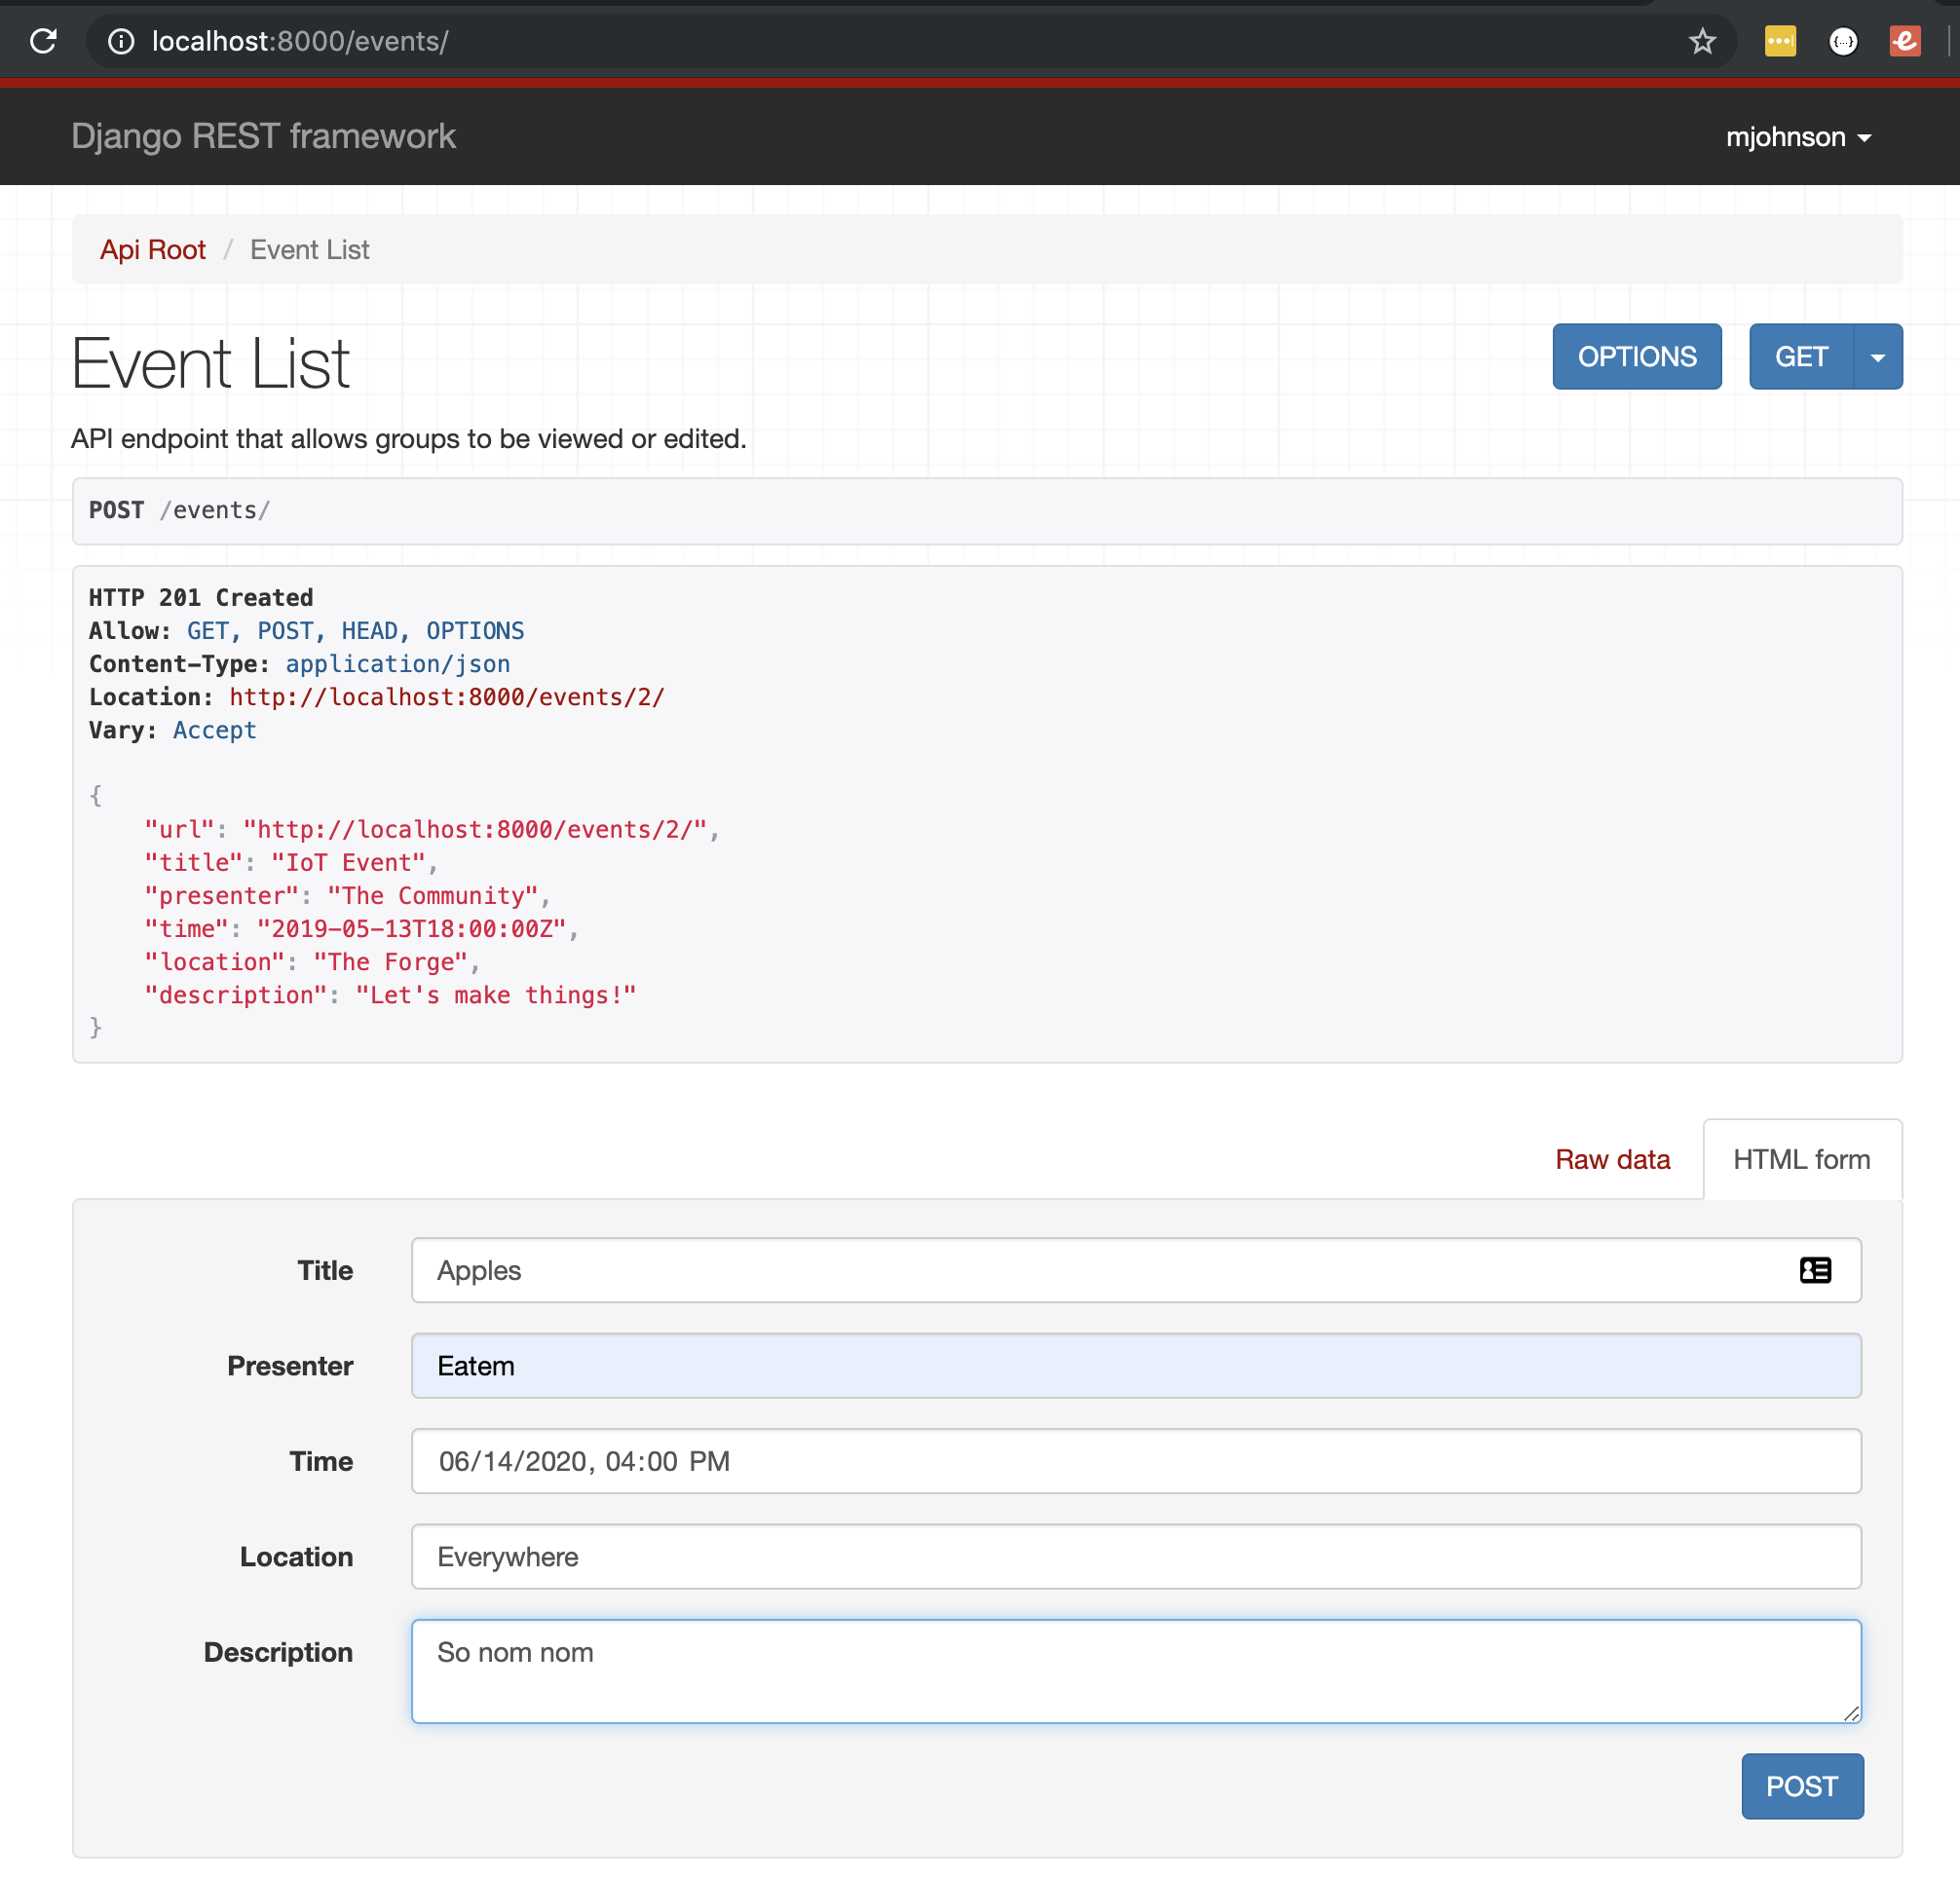 localhost:8000/events/
Django REST framework
mjohnson
Api Root / Event List
Event List
OPTIONS
GET
API endpoint that allows groups to be viewed or edited.
POST /events/
HTTP 201 Created
Allow: GET, POST, HEAD, OPTIONS
Content-Type: application/json
Location: http://localhost:8000/events/2/
Vary: Accept
{
    "url": "http://localhost:8000/events/2/",
    "title": "IoT Event",
    "presenter": "The Community",
    "time": "2019-05-13T18:00:00Z",
    "location": "The Forge",
    "description": "Let's make things!"
}
Raw data
HTML form
Title
Apples
Presenter
Eatem
Time
06/14/2020, 04:00 PM
Location
Everywhere
Description
So nom nom
POST